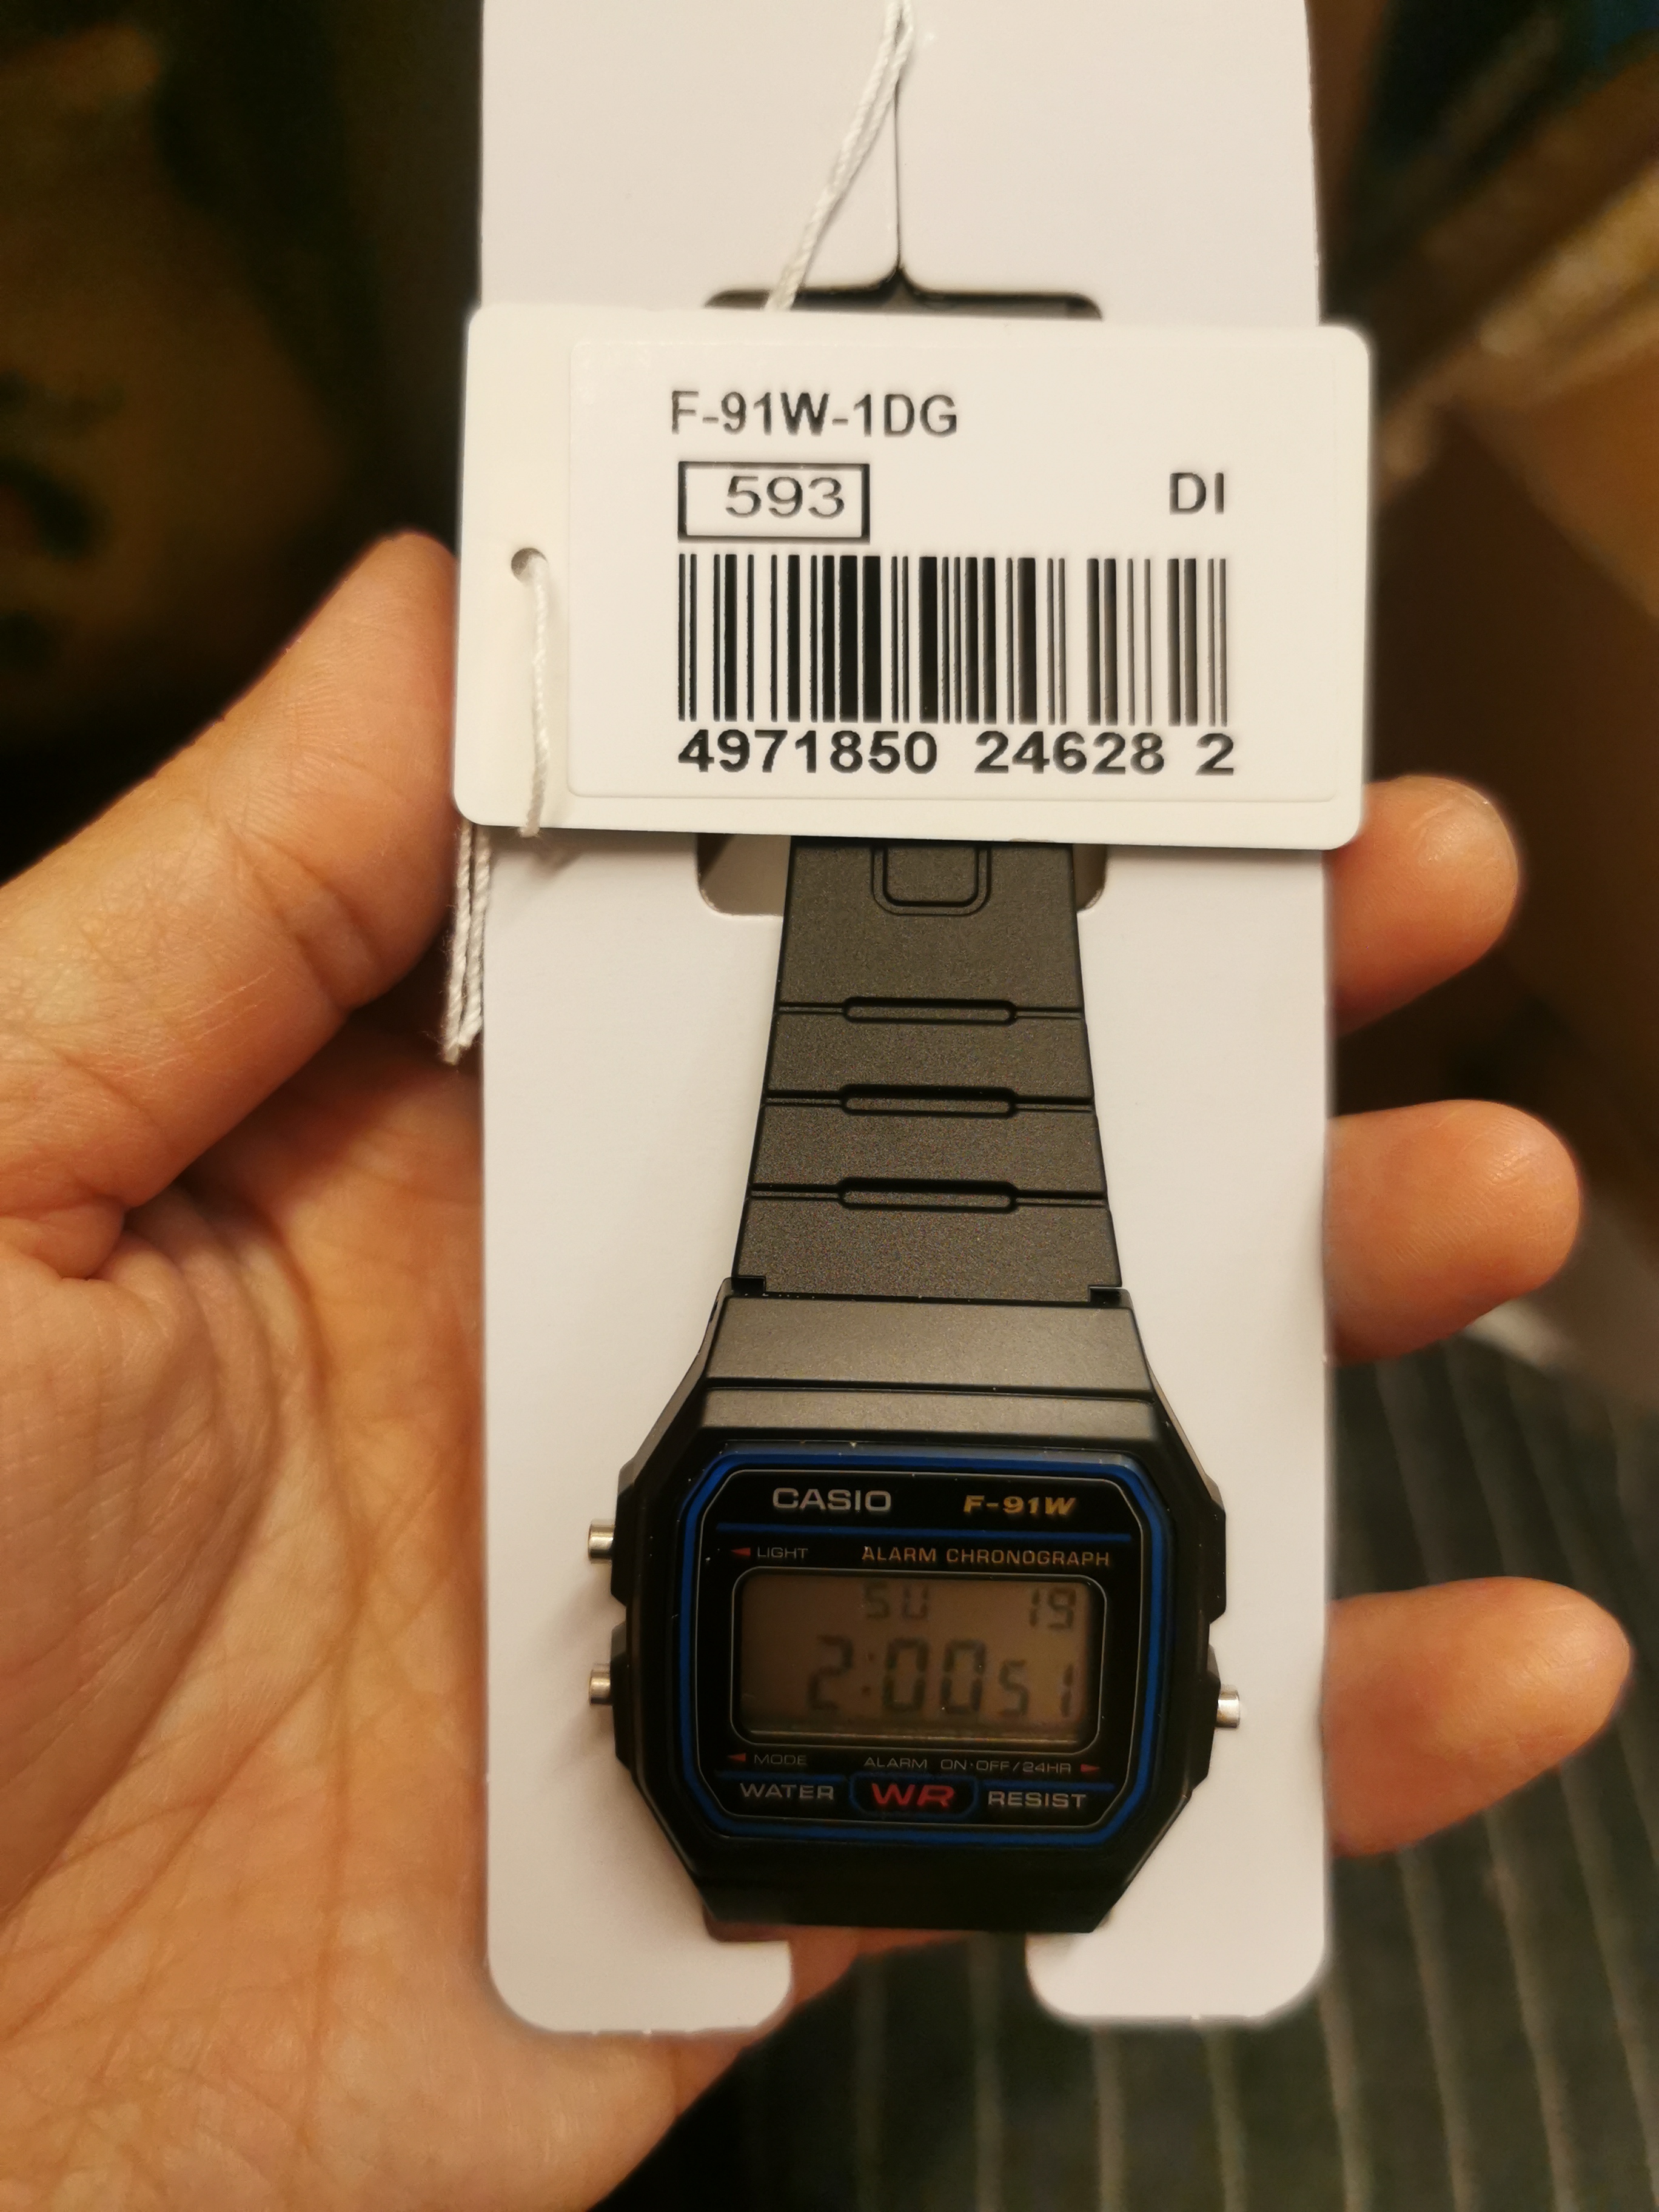 F-91W-1DG
593 DI
4971850 24628 2
CASIO F-91W
LIGHT ALARM CHRONOGRAPH
SU 19
2:00 51
MODE ALARM ON·OFF/24HR
WATER WR RESIST